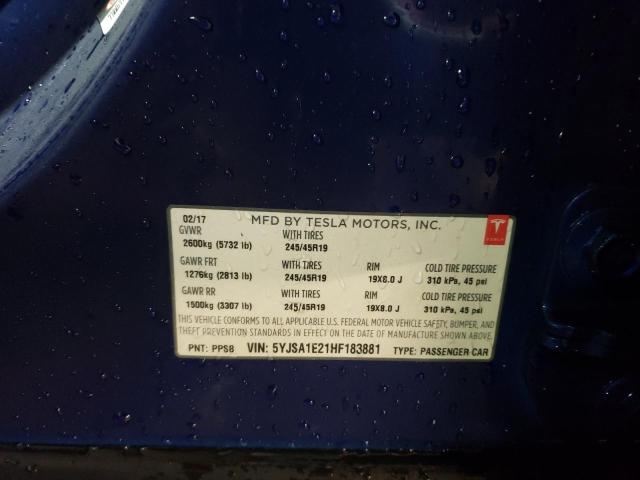 02/17 MFD BY TESLA MOTORS, INC.
GVWR WITH TIRES
2600kg (5732 lb) 245/45R19
GAWR FRT WITH TIRES RIM COLD TIRE PRESSURE
1276kg (2813 lb) 245/45R19 19X8.0 J 310 kPa, 45 psi
GAWR RR WITH TIRES RIM COLD TIRE PRESSURE
1500kg (3307 lb) 245/45R19 19X8.0 J 310 kPa, 45 psi
THIS VEHICLE CONFORMS TO ALL APPLICABLE U.S. FEDERAL MOTOR VEHICLE SAFETY, BUMPER, AND
THEFT PREVENTION STANDARDS IN EFFECT ON THE DATE OF MANUFACTURE SHOWN ABOVE.
PNT: PPSB VIN: 5YJSA1E21HF183881 TYPE: PASSENGER CAR
TESLA